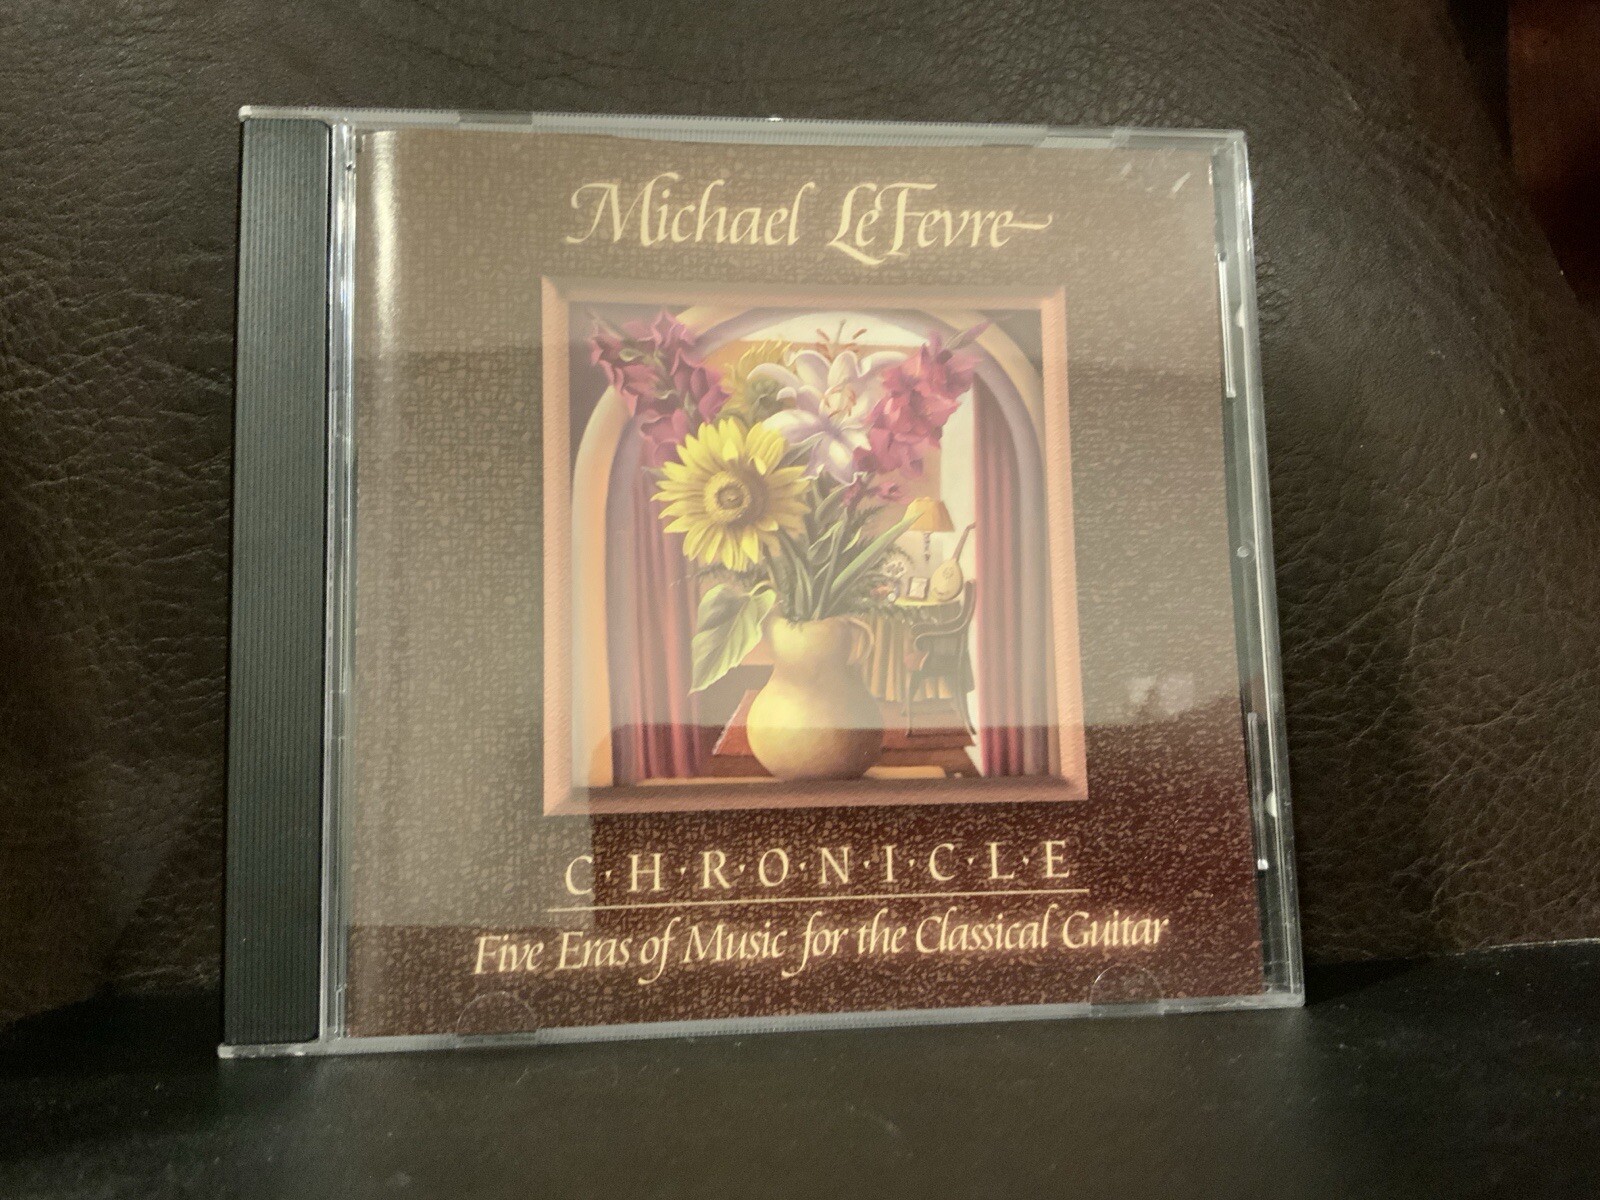 Michael LeFevre
C·H·R·O·N·I·C·L·E
Five Eras of Music for the Classical Guitar